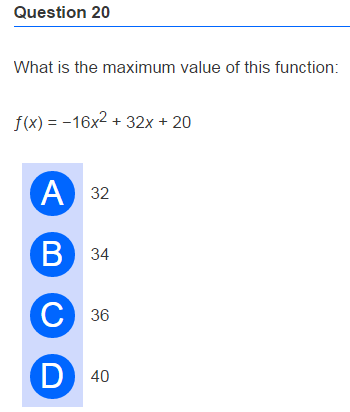 Question 20
What is the maximum value of this function:
f(x) = −16x² + 32x + 20
A 32
B 34
C 36
D 40